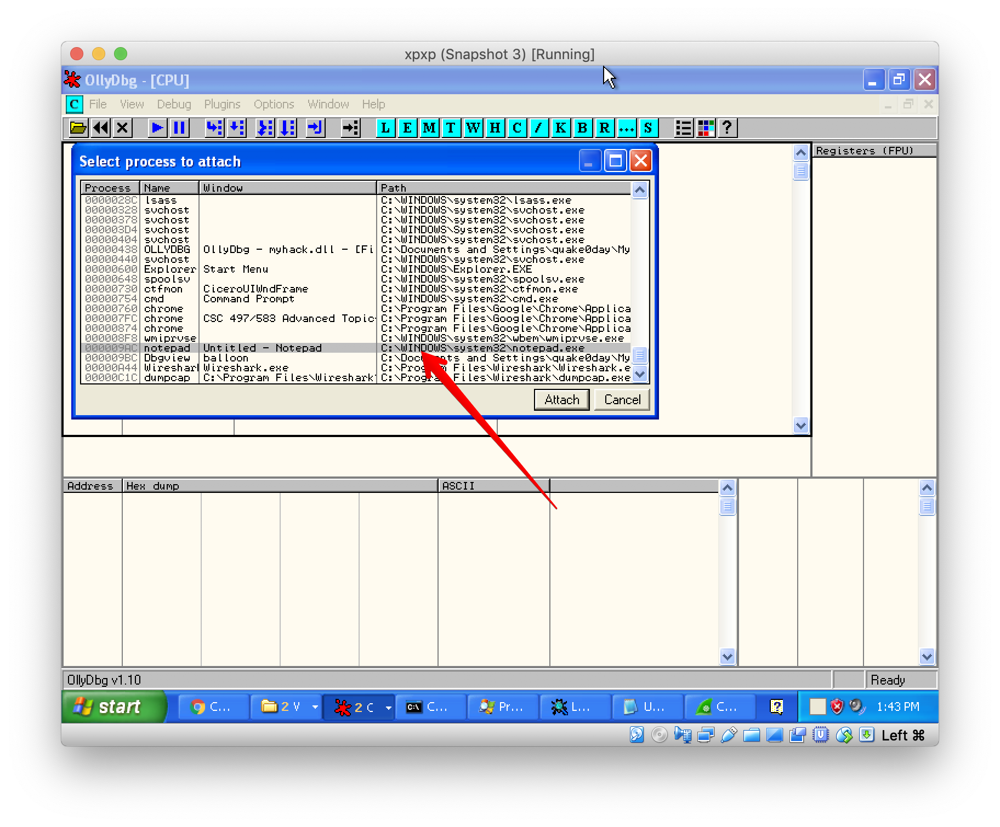 xpxp (Snapshot 3) [Running]
OllyDbg - [CPU]
C File View Debug Plugins Options Window Help
L E M T W H C / K B R ... S ?
Registers (FPU)
Select process to attach
Process Name Window Path
0000028C lsass C:\WINDOWS\system32\lsass.exe
00000328 svchost C:\WINDOWS\system32\svchost.exe
00000378 svchost C:\WINDOWS\system32\svchost.exe
000003D4 svchost C:\WINDOWS\System32\svchost.exe
00000404 svchost C:\WINDOWS\system32\svchost.exe
00000438 OLLYDBG OllyDbg - myhack.dll - [Fi C:\Documents and Settings\quake0day\My
00000440 svchost C:\WINDOWS\system32\svchost.exe
00000600 Explorer Start Menu C:\WINDOWS\Explorer.EXE
00000648 spoolsv C:\WINDOWS\system32\spoolsv.exe
00000730 ctfmon CiceroUIWndFrame C:\WINDOWS\system32\ctfmon.exe
00000754 cmd Command Prompt C:\WINDOWS\system32\cmd.exe
00000760 chrome C:\Program Files\Google\Chrome\Applica
000007FC chrome CSC 497/583 Advanced Topic C:\Program Files\Google\Chrome\Applica
00000874 chrome C:\Program Files\Google\Chrome\Applica
000008F8 wmiprvse C:\WINDOWS\system32\wbem\wmiprvse.exe
000009AC notepad Untitled - Notepad C:\WINDOWS\system32\notepad.exe
000009BC Dbgview balloon C:\Documents and Settings\quake0day\My
00000A44 Wireshar Wireshark.exe C:\Program Files\Wireshark\Wireshark.e
00000C1C dumpcap C:\Program Files\Wireshark C:\Program Files\Wireshark\dumpcap.exe
Attach Cancel
Address Hex dump ASCII
OllyDbg v1.10 Ready
start C... 2 V 2 C C:\ C... Pr... L... U... C... ? 1:43 PM
Left ⌘